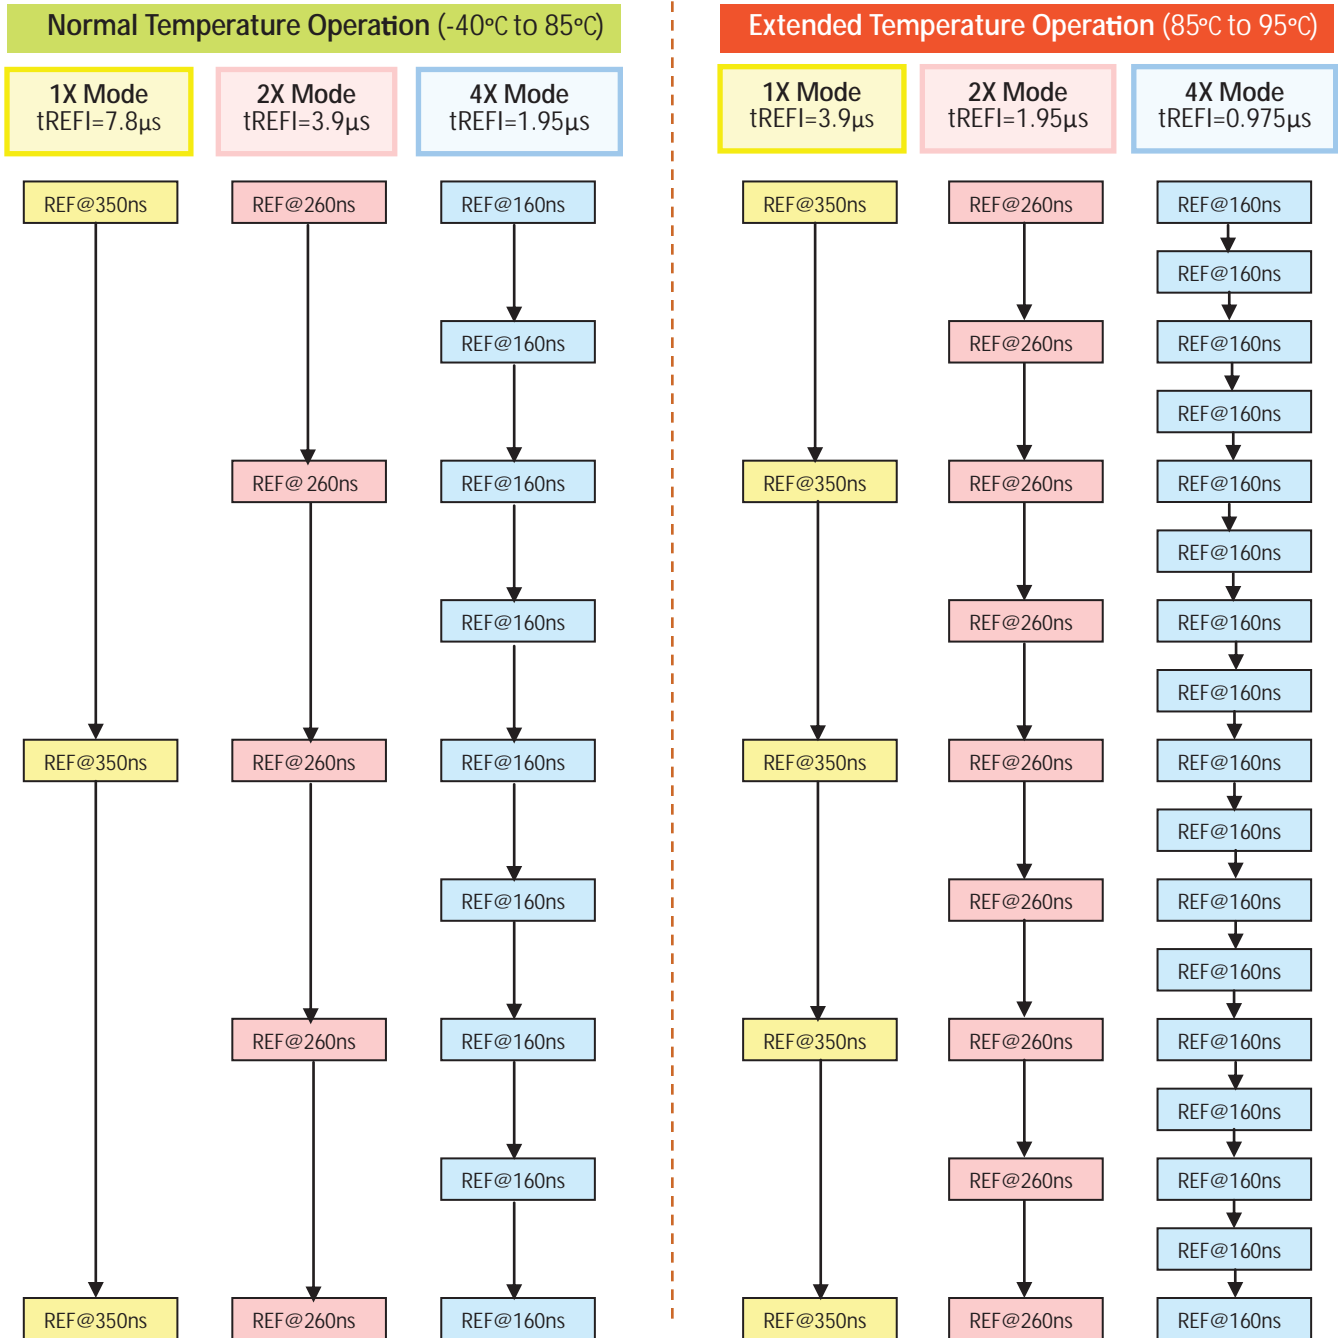 Normal Temperature Operation (-40°C to 85°C)
Extended Temperature Operation (85°C to 95°C)
1X Mode
tREFI=7.8µs
2X Mode
tREFI=3.9µs
4X Mode
tREFI=1.95µs
1X Mode
tREFI=3.9µs
2X Mode
tREFI=1.95µs
4X Mode
tREFI=0.975µs
REF@350ns
REF@260ns
REF@160ns
REF@350ns
REF@260ns
REF@160ns
REF@160ns
REF@160ns
REF@260ns
REF@160ns
REF@160ns
REF@260ns
REF@160ns
REF@350ns
REF@260ns
REF@160ns
REF@160ns
REF@160ns
REF@260ns
REF@160ns
REF@160ns
REF@350ns
REF@260ns
REF@160ns
REF@350ns
REF@260ns
REF@160ns
REF@160ns
REF@160ns
REF@260ns
REF@160ns
REF@160ns
REF@260ns
REF@160ns
REF@350ns
REF@260ns
REF@160ns
REF@160ns
REF@160ns
REF@260ns
REF@160ns
REF@160ns
REF@350ns
REF@260ns
REF@160ns
REF@350ns
REF@260ns
REF@160ns